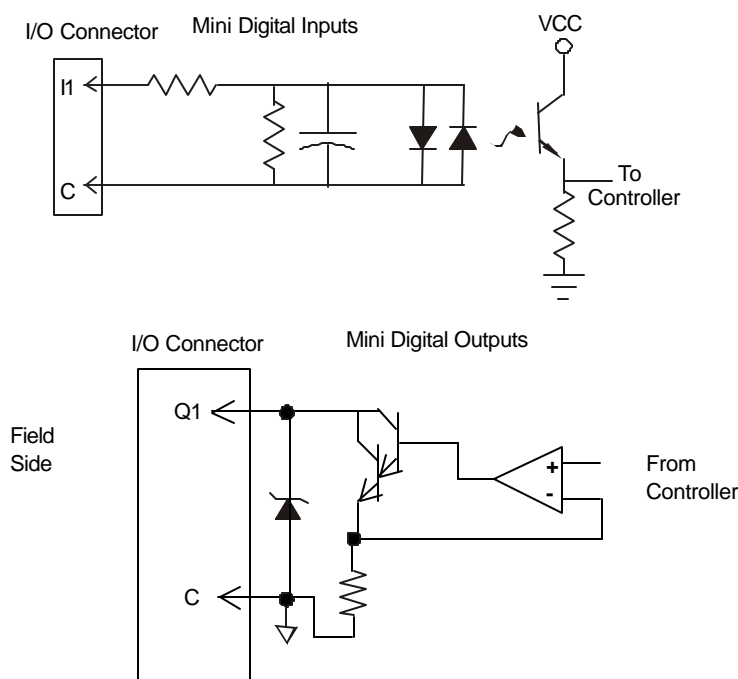 I/O Connector Mini Digital Inputs VCC
I1
C
To
Controller
I/O Connector Mini Digital Outputs
Q1
Field
Side
+
-
From
Controller
C